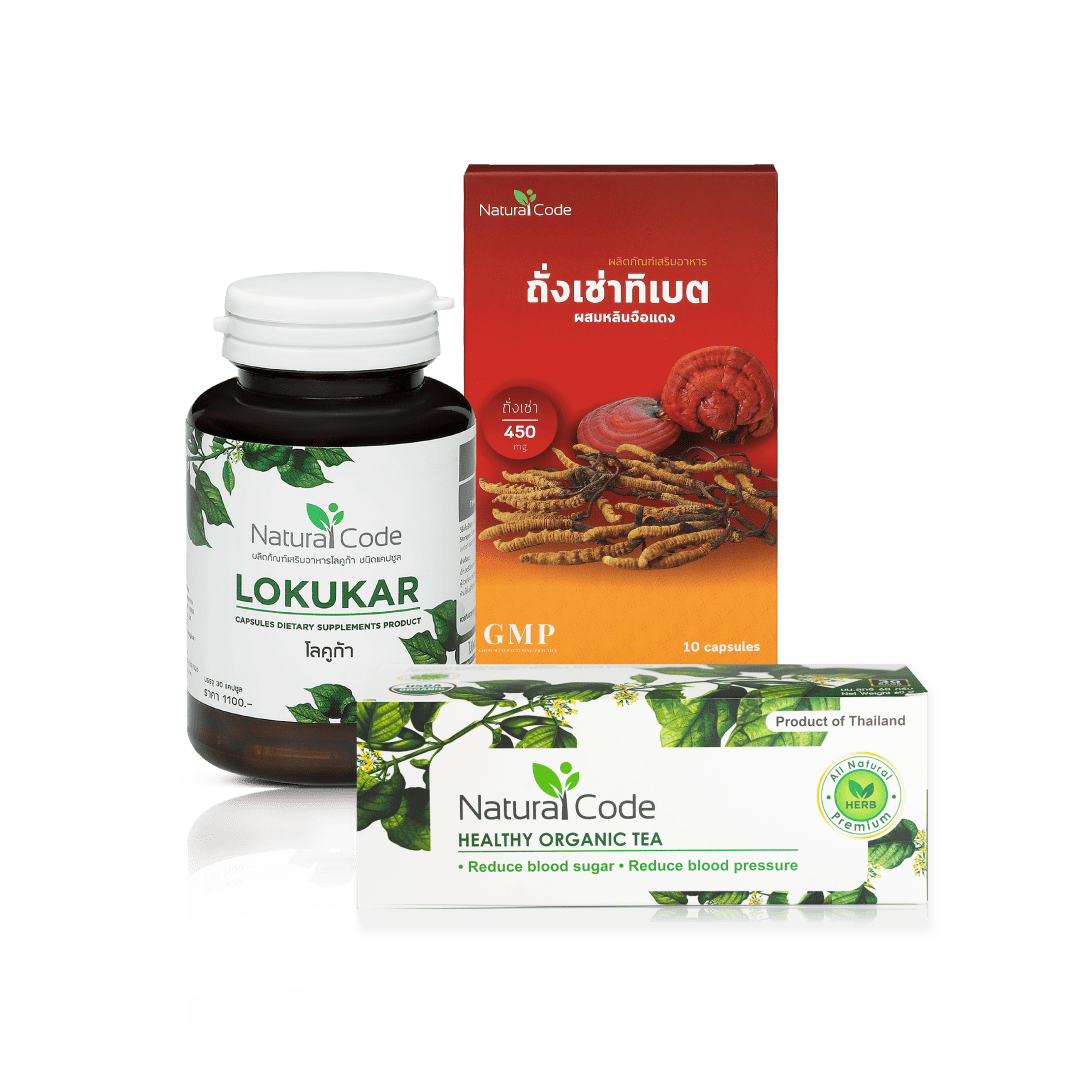 Natural Code
ผลิตภัณฑ์เสริมอาหาร
ถั่งเช่าทิเบต
ผสมหลินจือแดง
ถั่งเช่า
450
mg.
GMP
GOOD MANUFACTURING PRACTICE
10 capsules
Natural Code
ผลิตภัณฑ์เสริมอาหารโลคูก้า ชนิดแคปซูล
LOKUKAR
CAPSULES DIETARY SUPPLEMENTS PRODUCT
โลคูก้า
บรรจุ 30 แคปซูล
ราคา 1100.-
USDA
ORGANIC
Product of Thailand
Natural Code
HEALTHY ORGANIC TEA
• Reduce blood sugar • Reduce blood pressure
All Natural
HERB
Premium